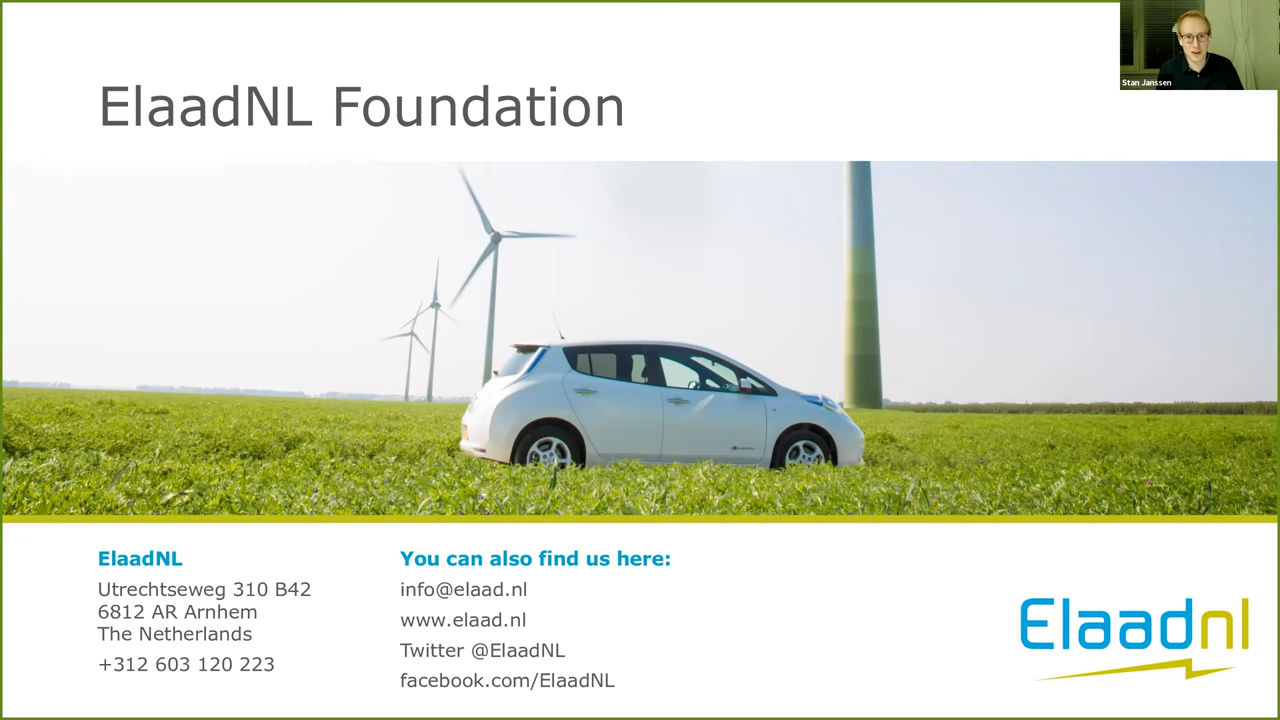 Stan Janssen
ElaadNL Foundation
ElaadNL
Utrechtseweg 310 B42
6812 AR Arnhem
The Netherlands
+312 603 120 223
You can also find us here:
info@elaad.nl
www.elaad.nl
Twitter @ElaadNL
facebook.com/ElaadNL
Elaadnl